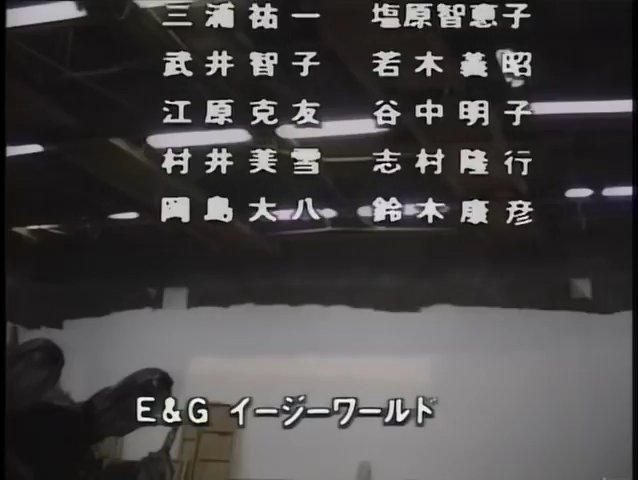 三浦祐一　塩原智恵子
武井智子　若木義昭
江原克友　谷中明子
村井美雪　志村隆行
岡島大八　鈴木康彦
E&G イージーワールド